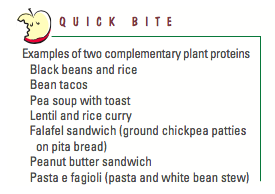 QUICK BITE
Examples of two complementary plant proteins
Black beans and rice
Bean tacos
Pea soup with toast
Lentil and rice curry
Falafel sandwich (ground chickpea patties
on pita bread)
Peanut butter sandwich
Pasta e fagioli (pasta and white bean stew)